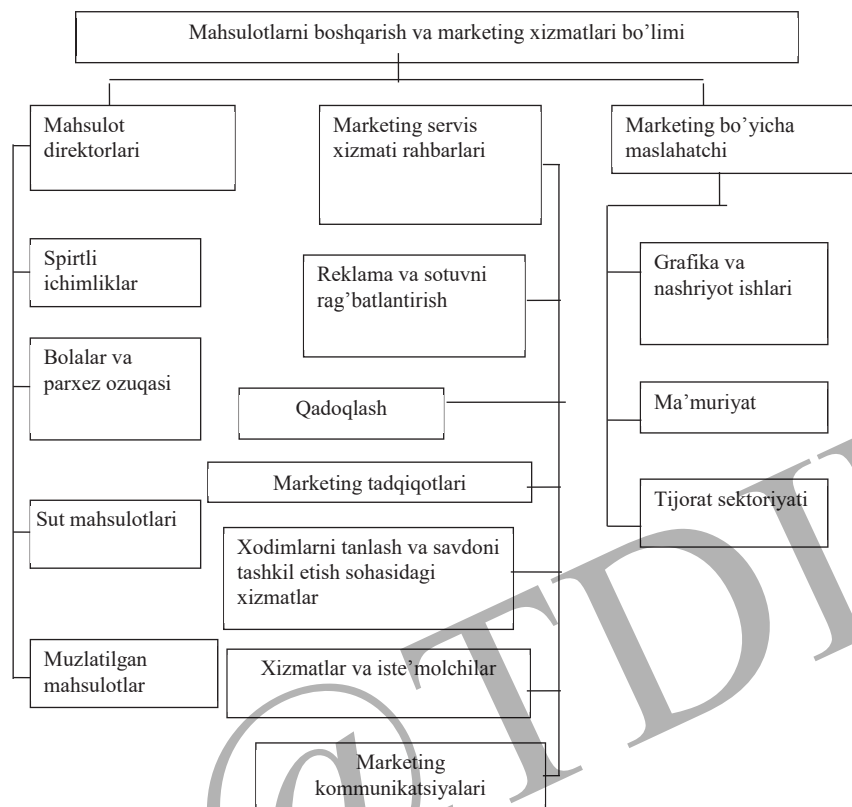 Mahsulotlarni boshqarish va marketing xizmatlari bo’limi
Mahsulot
direktorlari
Spirtli
ichimliklar
Bolalar va
parxez ozuqasi
Sut mahsulotlari
Muzlatilgan
mahsulotlar
Marketing servis
xizmati rahbarlari
Reklama va sotuvni
rag’batlantirish
Qadoqlash
Marketing tadqiqotlari
Xodimlarni tanlash va savdoni
tashkil etish sohasidagi
xizmatlar
Xizmatlar va iste’molchilar
Marketing
kommunikatsiyalari
Marketing bo’yicha
maslahatchi
Grafika va
nashriyot ishlari
Ma’muriyat
Tijorat sektoriyati